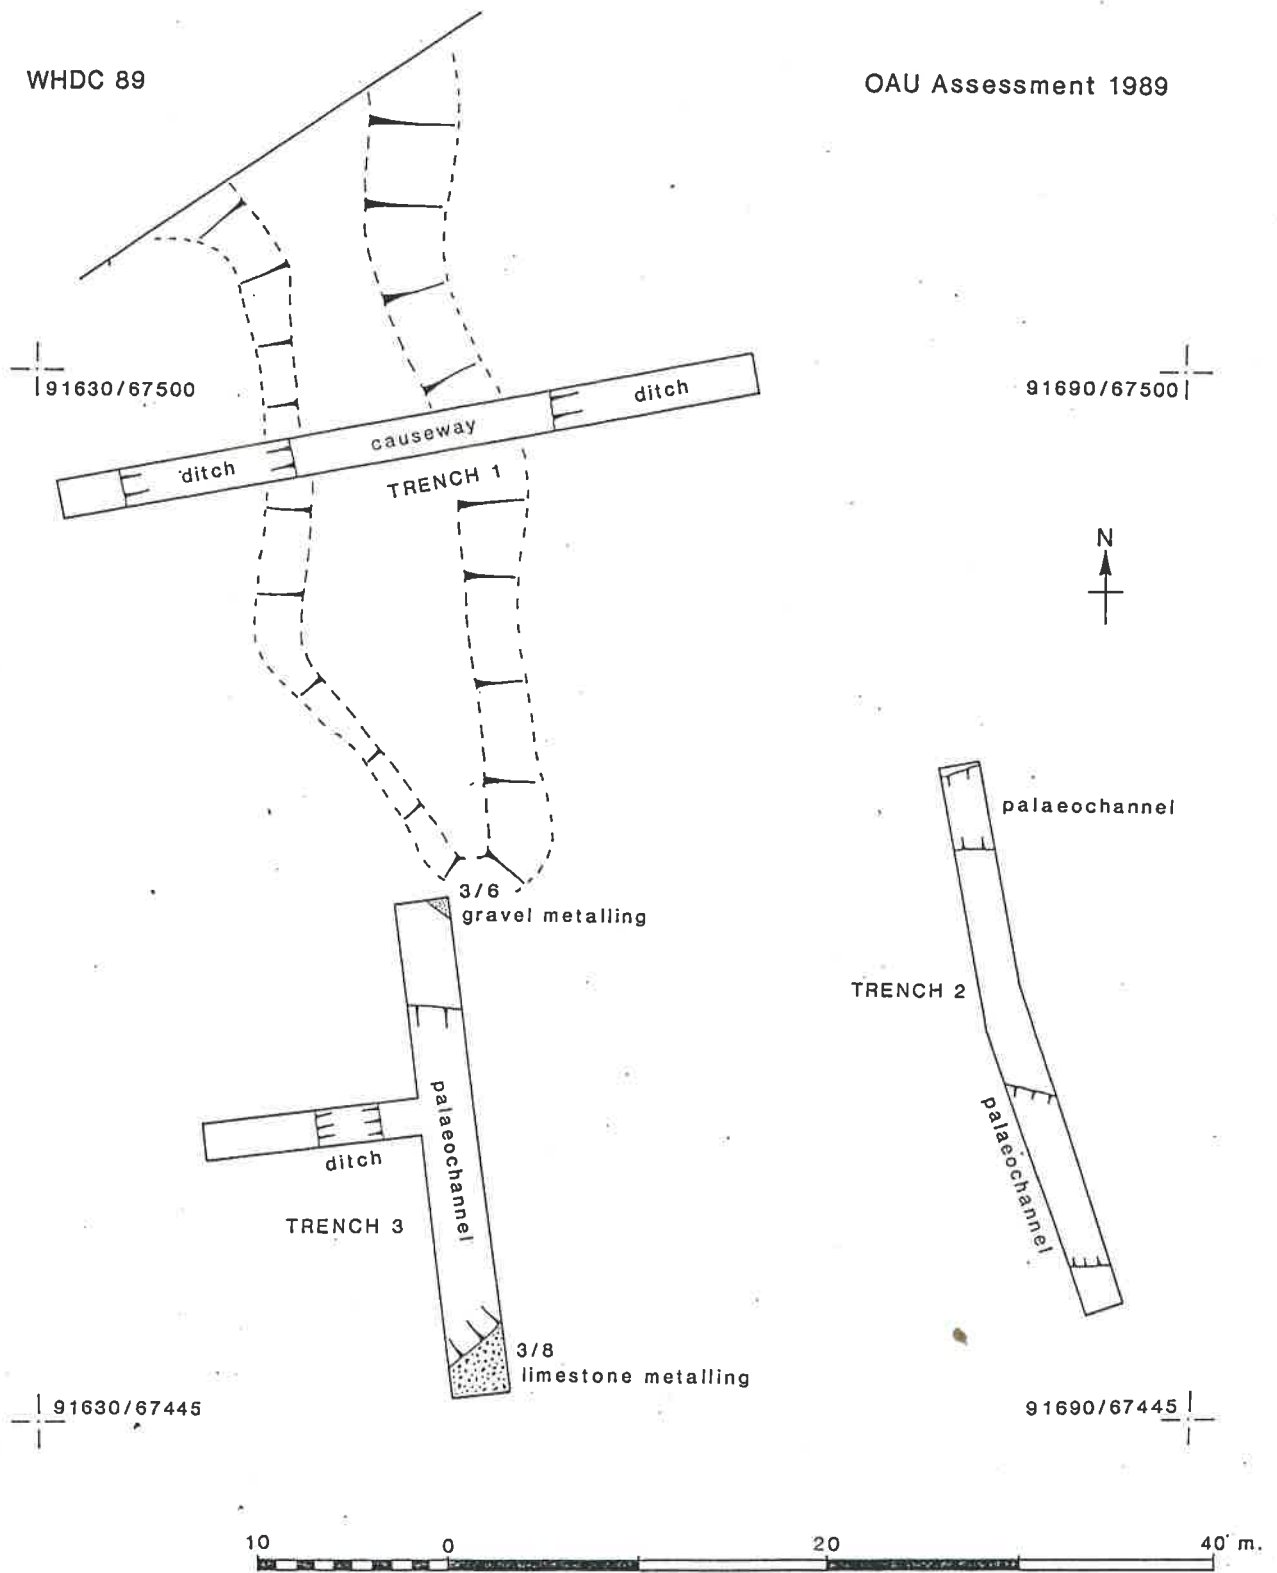 WHDC 89
OAU Assessment 1989
91630/67500
91690/67500
ditch
causeway
ditch
TRENCH 1
N
palaeochannel
3/6
gravel metalling
TRENCH 2
palaeochannel
palaeochannel
ditch
TRENCH 3
3/8
limestone metalling
91630/67445
91690/67445
10 0 20 40 m.